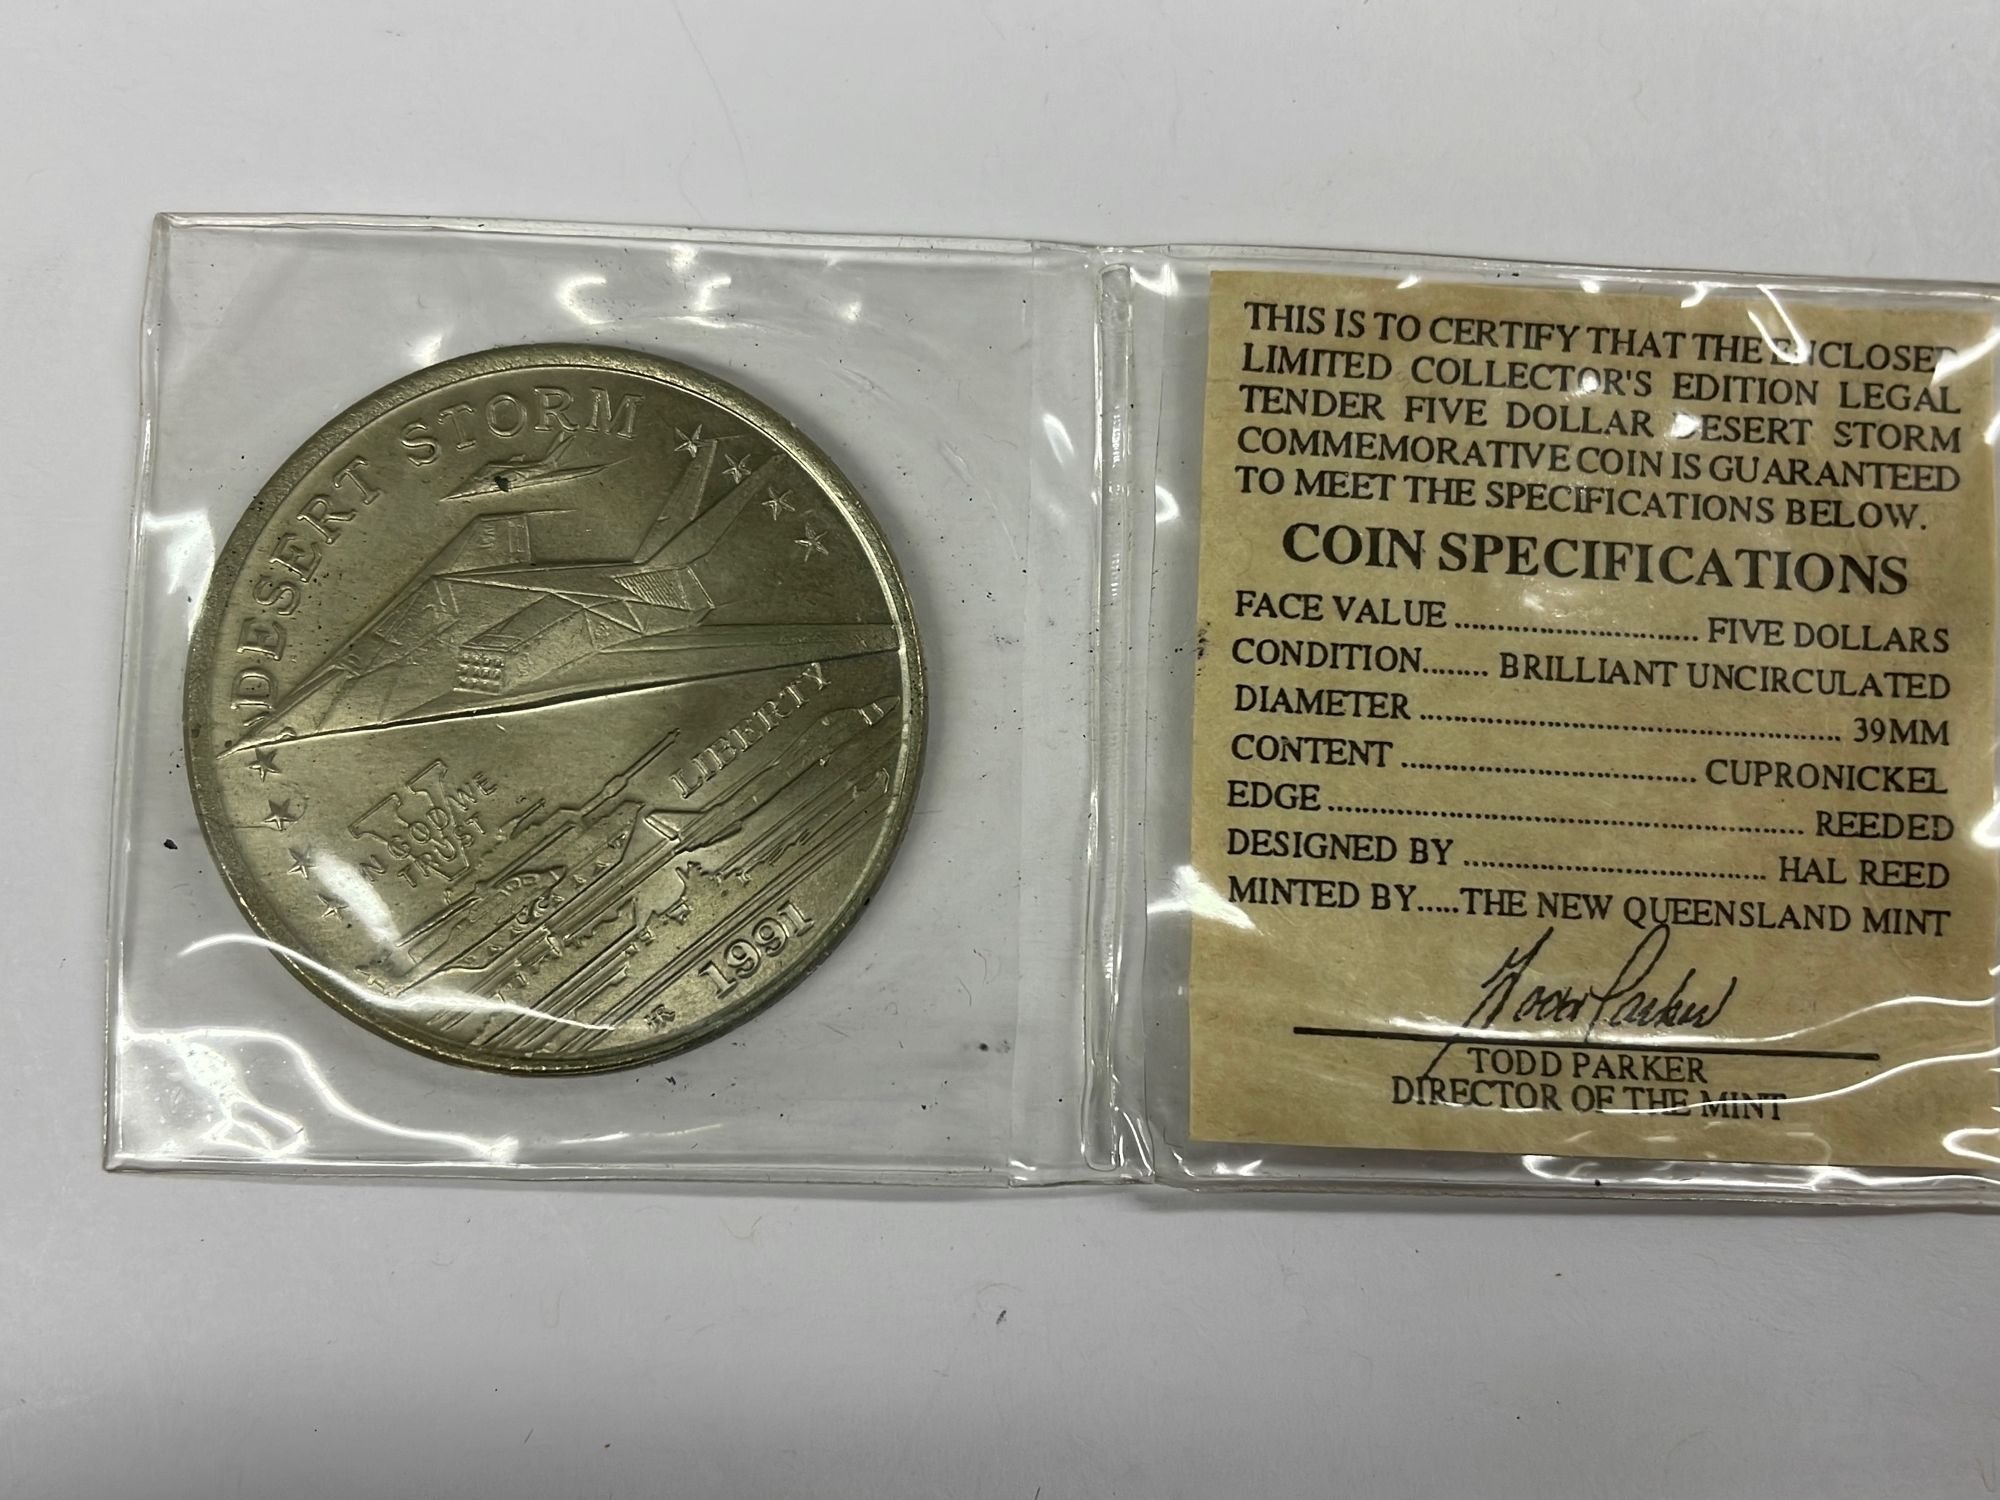 DESERT STORM
LIBERTY
IN GOD WE
TRUST
V
1991
HR
THIS IS TO CERTIFY THAT THE ENCLOSED
LIMITED COLLECTOR'S EDITION LEGAL
TENDER FIVE DOLLAR DESERT STORM
COMMEMORATIVE COIN IS GUARANTEED
TO MEET THE SPECIFICATIONS BELOW.
COIN SPECIFICATIONS
FACE VALUE ............................. FIVE DOLLARS
CONDITION........ BRILLIANT UNCIRCULATED
DIAMETER .................................................. 39MM
CONTENT ................................... CUPRONICKEL
EDGE ......................................................... REEDED
DESIGNED BY .................................... HAL REED
MINTED BY.....THE NEW QUEENSLAND MINT
Todd Parker
TODD PARKER
DIRECTOR OF THE MINT